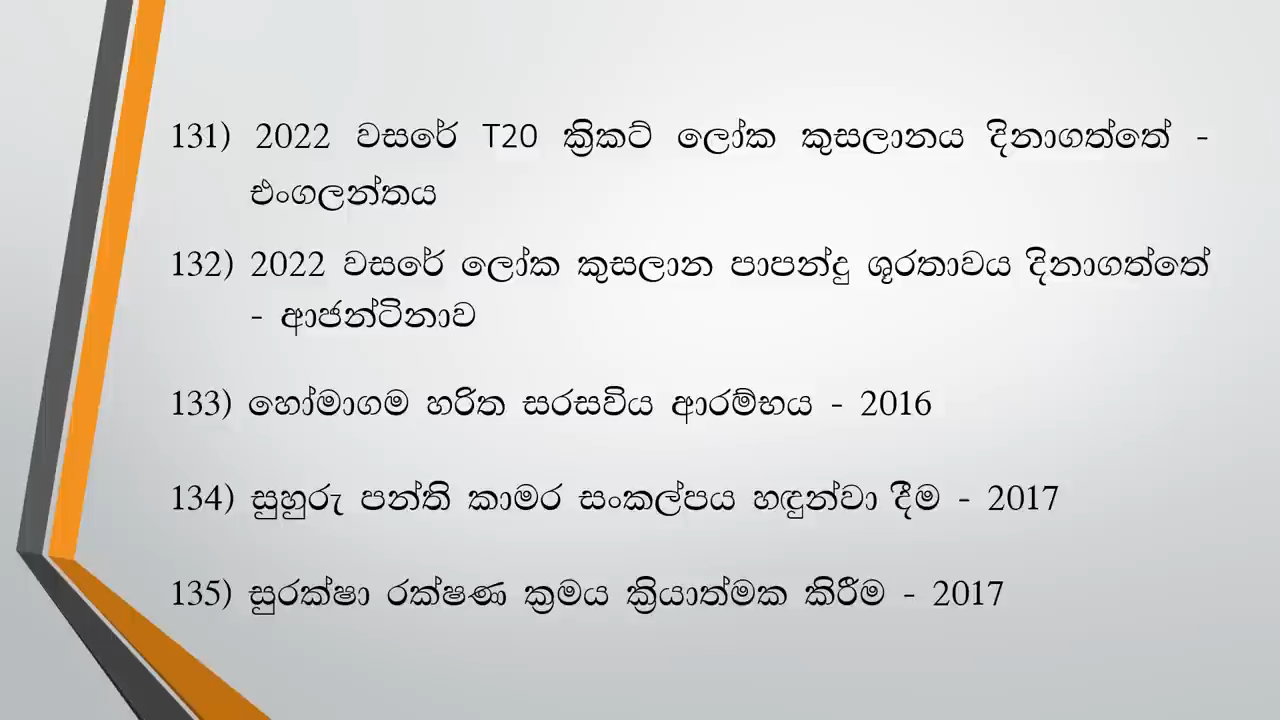 131) 2022 වසරේ T20 ක්‍රිකට් ලෝක කුසලානය දිනාගත්තේ -
එංගලන්තය
132) 2022 වසරේ ලෝක කුසලාන පාපන්දු ශූරතාවය දිනාගත්තේ
- ආජන්ටිනාව
133) හෝමාගම හරිත සරසවිය ආරම්භය - 2016
134) සුහුරු පන්ති කාමර සංකල්පය හඳුන්වා දීම - 2017
135) සුරක්ෂා රක්ෂණ ක්‍රමය ක්‍රියාත්මක කිරීම - 2017